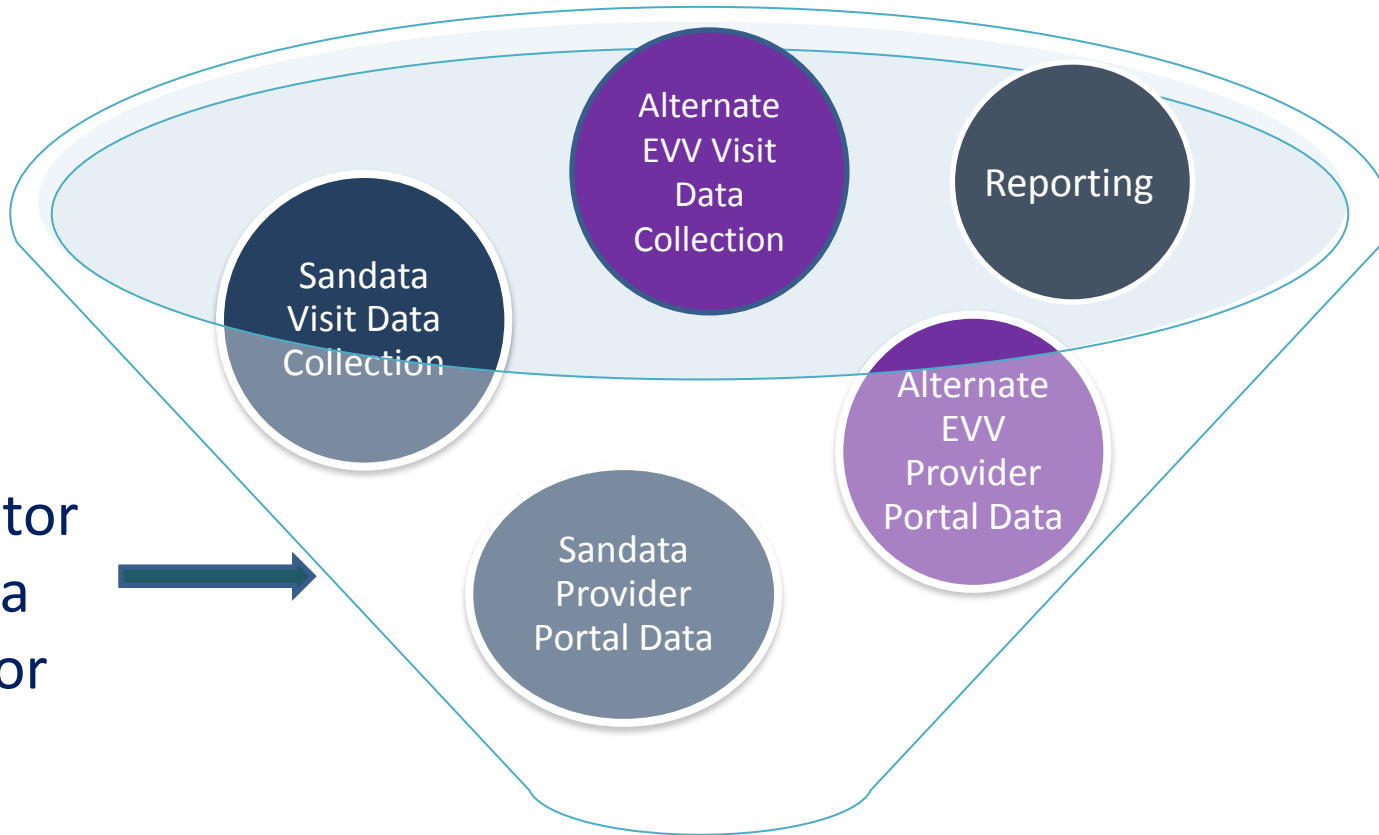 Alternate
EVV Visit
Data
Collection
Reporting
Sandata
Visit Data
Collection
Alternate
EVV
Provider
Portal Data
tor
a
or
Sandata
Provider
Portal Data